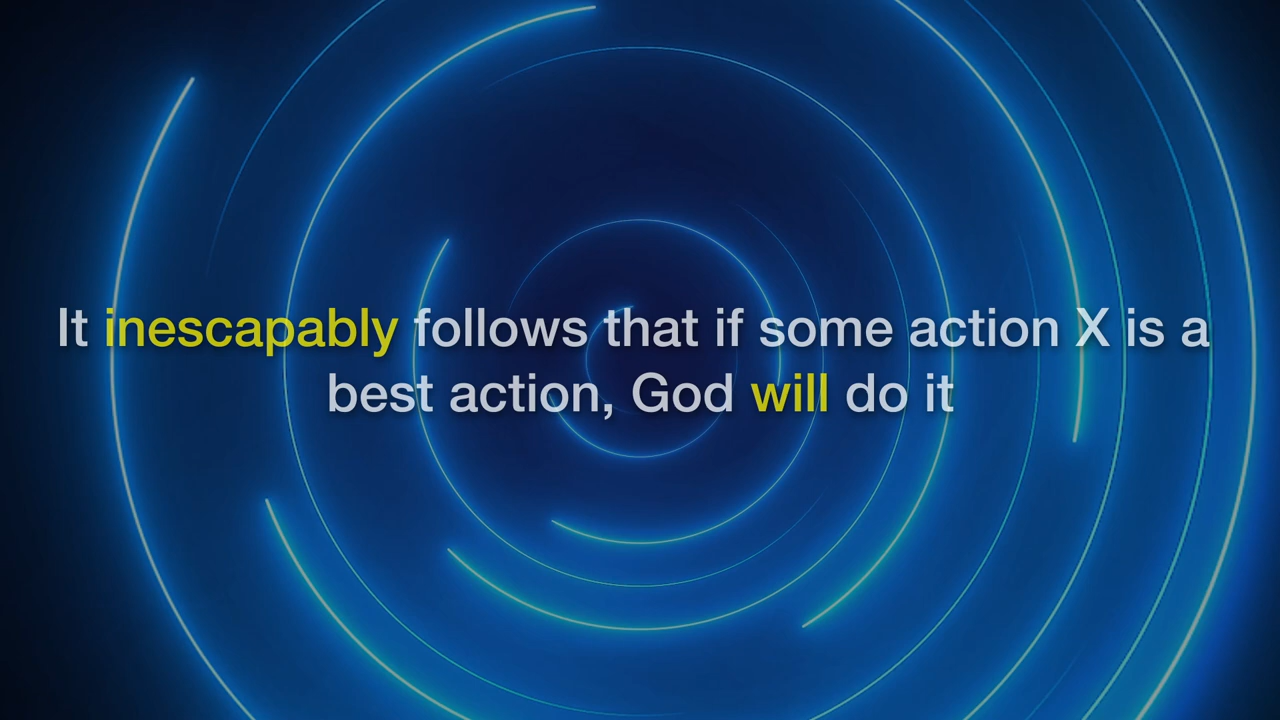 It inescapably follows that if some action X is a
best action, God will do it